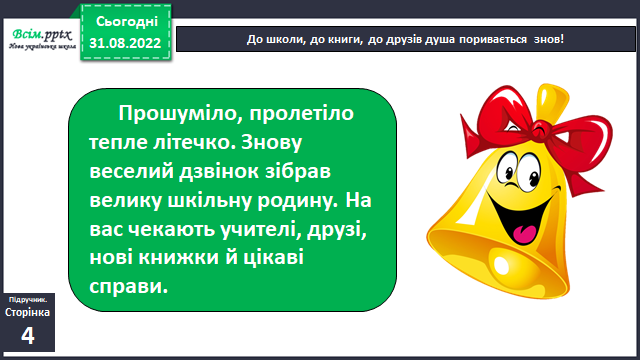 Всім.pptx
Нова українська школа
Сьогодні
31.08.2022
До школи, до книги, до друзів душа поривається знов!
Прошуміло, пролетіло
тепле літечко. Знову
веселий дзвінок зібрав
велику шкільну родину. На
вас чекають учителі, друзі,
нові книжки й цікаві
справи.
Підручник.
Сторінка
4